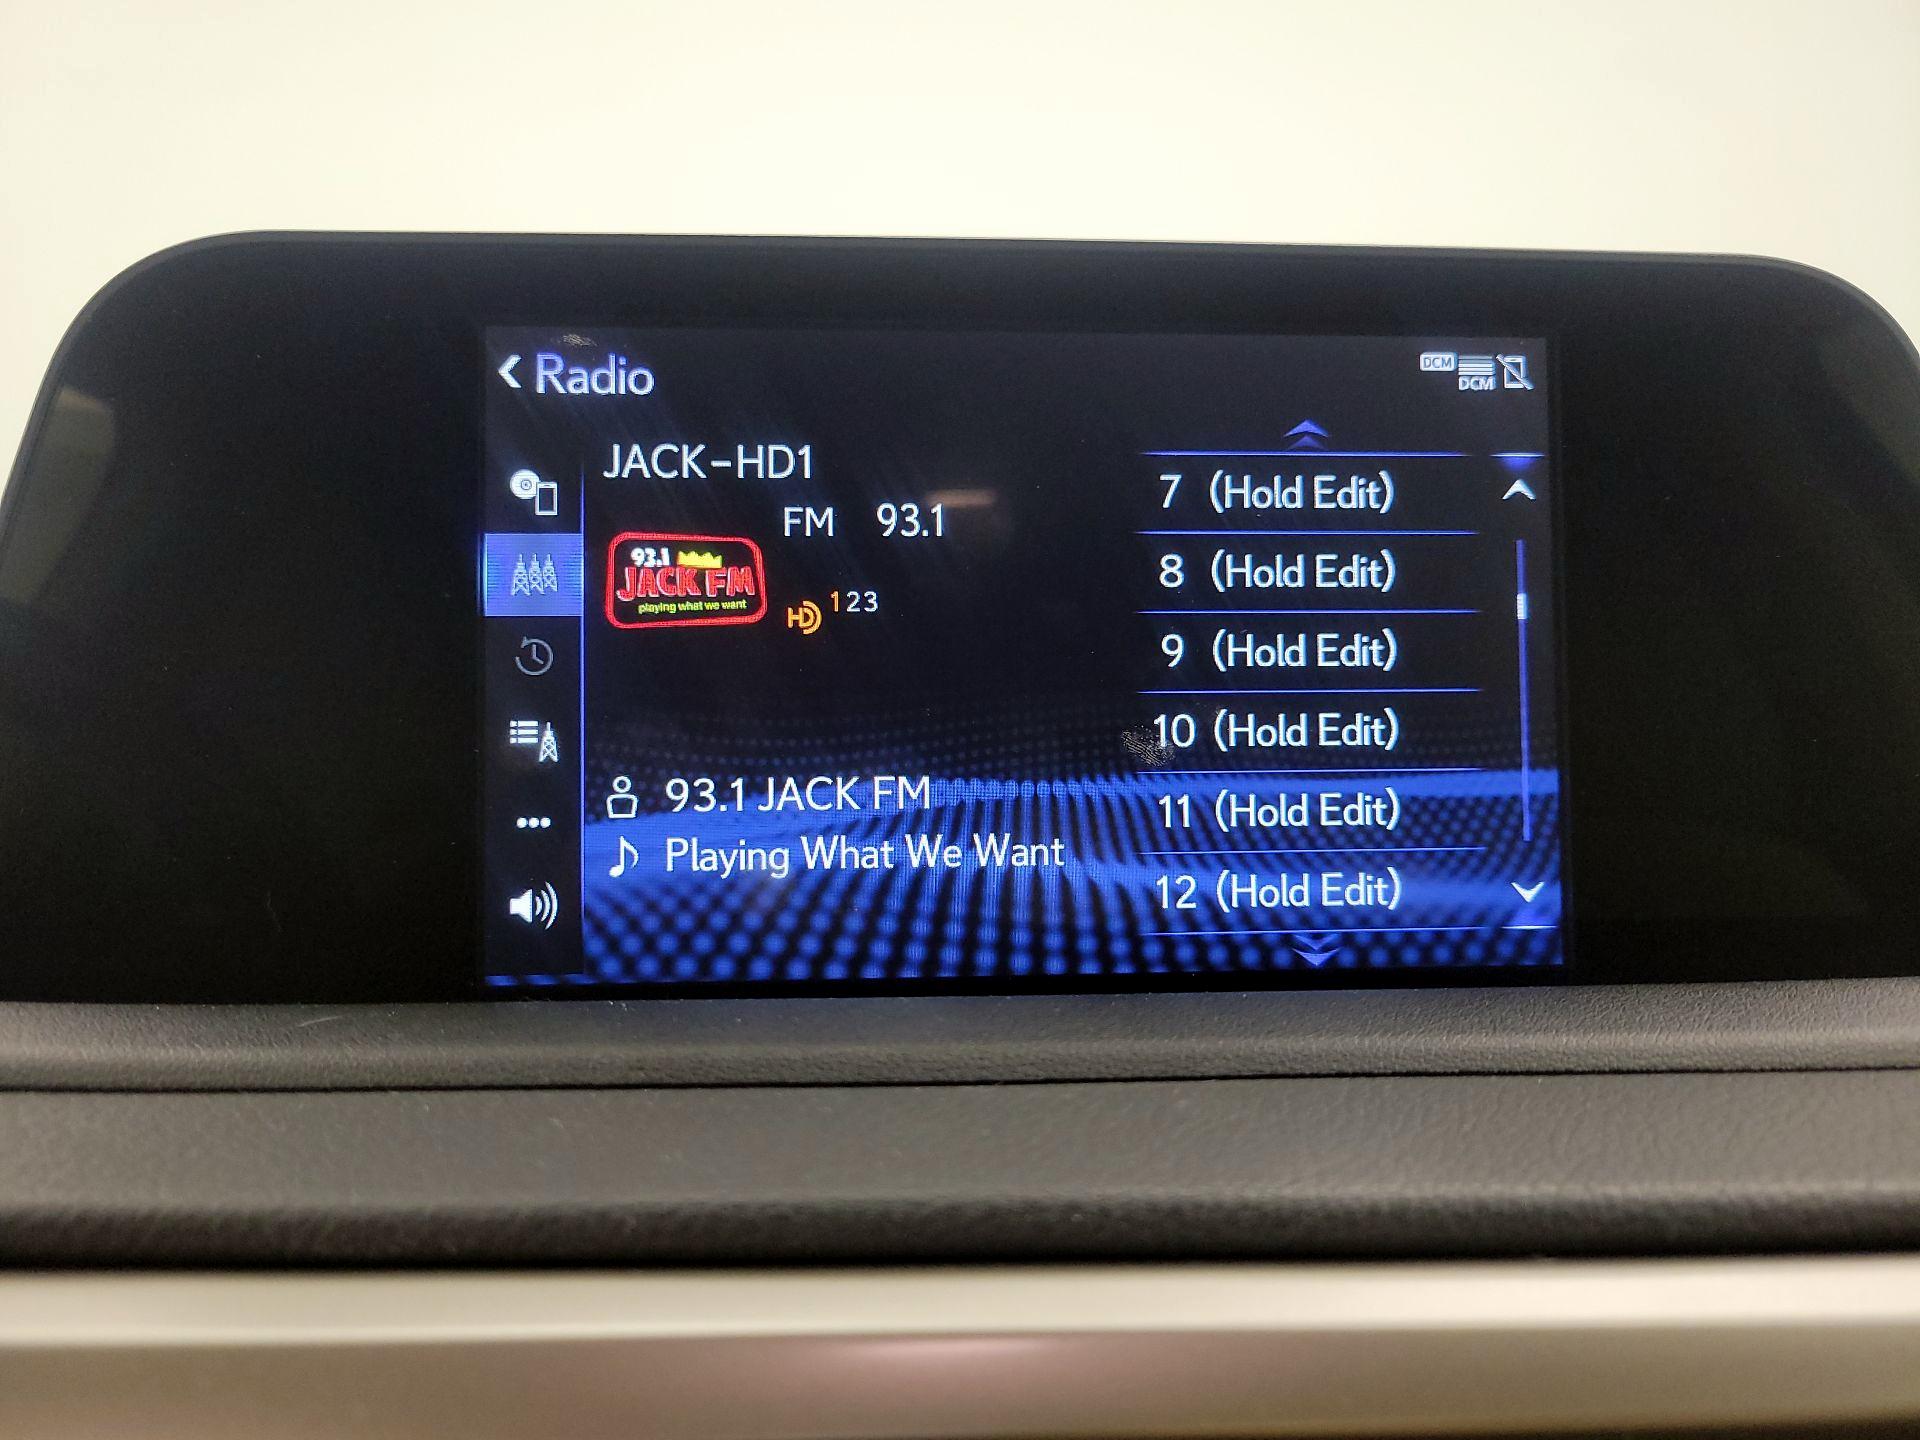 Radio
DCM
DCM
JACK-HD1
FM 93.1
93.1
JACK FM
playing what we want
HD 123
93.1 JACK FM
Playing What We Want
7 (Hold Edit)
8 (Hold Edit)
9 (Hold Edit)
10 (Hold Edit)
11 (Hold Edit)
12 (Hold Edit)